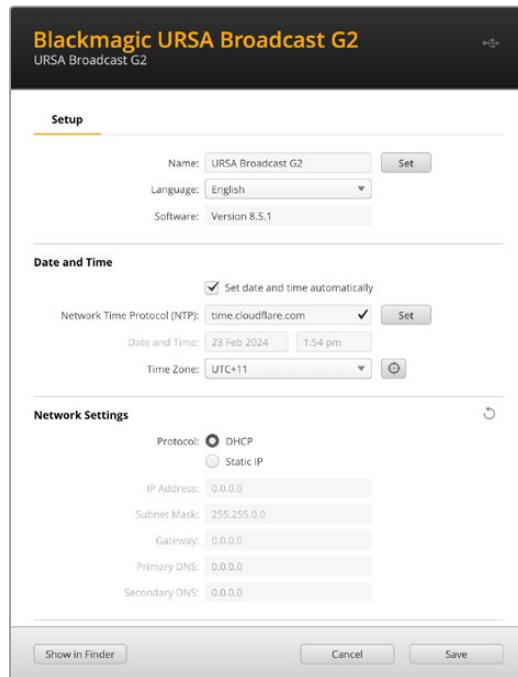 Blackmagic URSA Broadcast G2
URSA Broadcast G2
Setup
Name: URSA Broadcast G2 Set
Language: English
Software: Version 8.5.1
Date and Time
Set date and time automatically
Network Time Protocol (NTP): time.cloudflare.com Set
Date and Time: 23 Feb 2024 1:54 pm
Time Zone: UTC+11
Network Settings
Protocol: DHCP
Static IP
IP Address: 0.0.0.0
Subnet Mask: 255.255.0.0
Gateway: 0.0.0.0
Primary DNS: 0.0.0.0
Secondary DNS: 0.0.0.0
Show in Finder Cancel Save